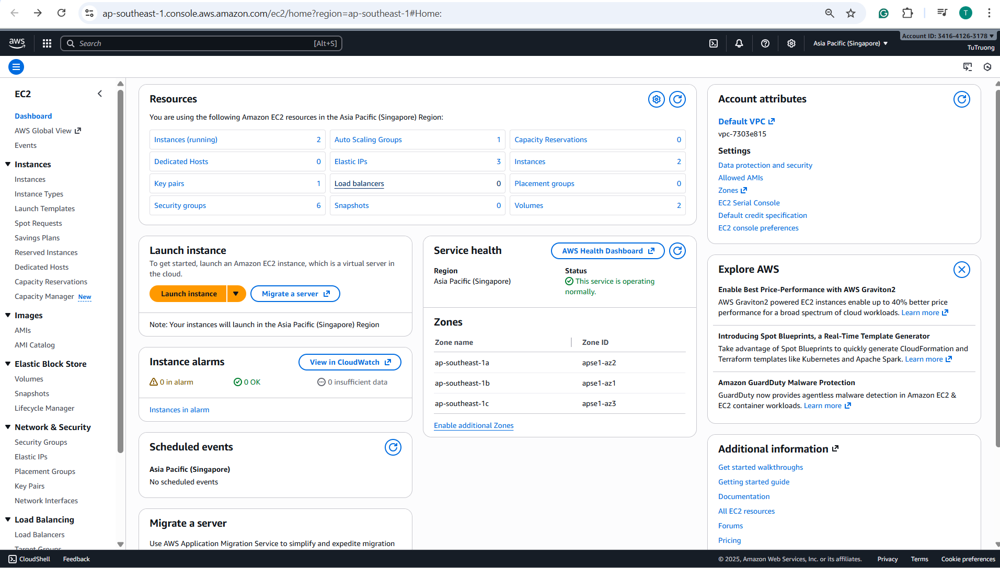 ap-southeast-1.console.aws.amazon.com/ec2/home?region=ap-southeast-1#Home:
T
aws
Search
[Alt+S]
Asia Pacific (Singapore)
Account ID: 3416-4126-3178
TuTruong
EC2
Dashboard
AWS Global View
Events
Instances
Instances
Instance Types
Launch Templates
Spot Requests
Savings Plans
Reserved Instances
Dedicated Hosts
Capacity Reservations
Capacity Manager New
Images
AMIs
AMI Catalog
Elastic Block Store
Volumes
Snapshots
Lifecycle Manager
Network & Security
Security Groups
Elastic IPs
Placement Groups
Key Pairs
Network Interfaces
Load Balancing
Load Balancers
Target Groups
Resources
You are using the following Amazon EC2 resources in the Asia Pacific (Singapore) Region:
Instances (running) 2
Auto Scaling Groups 1
Capacity Reservations 0
Dedicated Hosts 0
Elastic IPs 3
Instances 2
Key pairs 1
Load balancers 0
Placement groups 0
Security groups 6
Snapshots 0
Volumes 2
Launch instance
To get started, launch an Amazon EC2 instance, which is a virtual server in
the cloud.
Launch instance
Migrate a server
Note: Your instances will launch in the Asia Pacific (Singapore) Region
Instance alarms
View in CloudWatch
0 in alarm
0 OK
0 insufficient data
Instances in alarm
Scheduled events
Asia Pacific (Singapore)
No scheduled events
Migrate a server
Use AWS Application Migration Service to simplify and expedite migration
Service health
AWS Health Dashboard
Region
Asia Pacific (Singapore)
Status
This service is operating
normally.
Zones
Zone name
Zone ID
ap-southeast-1a
apse1-az2
ap-southeast-1b
apse1-az1
ap-southeast-1c
apse1-az3
Enable additional Zones
Account attributes
Default VPC
vpc-7303e815
Settings
Data protection and security
Allowed AMIs
Zones
EC2 Serial Console
Default credit specification
EC2 console preferences
Explore AWS
Enable Best Price-Performance with AWS Graviton2
AWS Graviton2 powered EC2 instances enable up to 40% better price
performance for a broad spectrum of cloud workloads. Learn more
Introducing Spot Blueprints, a Real-Time Template Generator
Take advantage of Spot Blueprints to quickly generate CloudFormation and
Terraform templates like Kubernetes and Apache Spark. Learn more
Amazon GuardDuty Malware Protection
GuardDuty now provides agentless malware detection in Amazon EC2 &
EC2 container workloads. Learn more
Additional information
Get started walkthroughs
Getting started guide
Documentation
All EC2 resources
Forums
Pricing
CloudShell
Feedback
© 2025, Amazon Web Services, Inc. or its affiliates.
Privacy
Terms
Cookie preferences